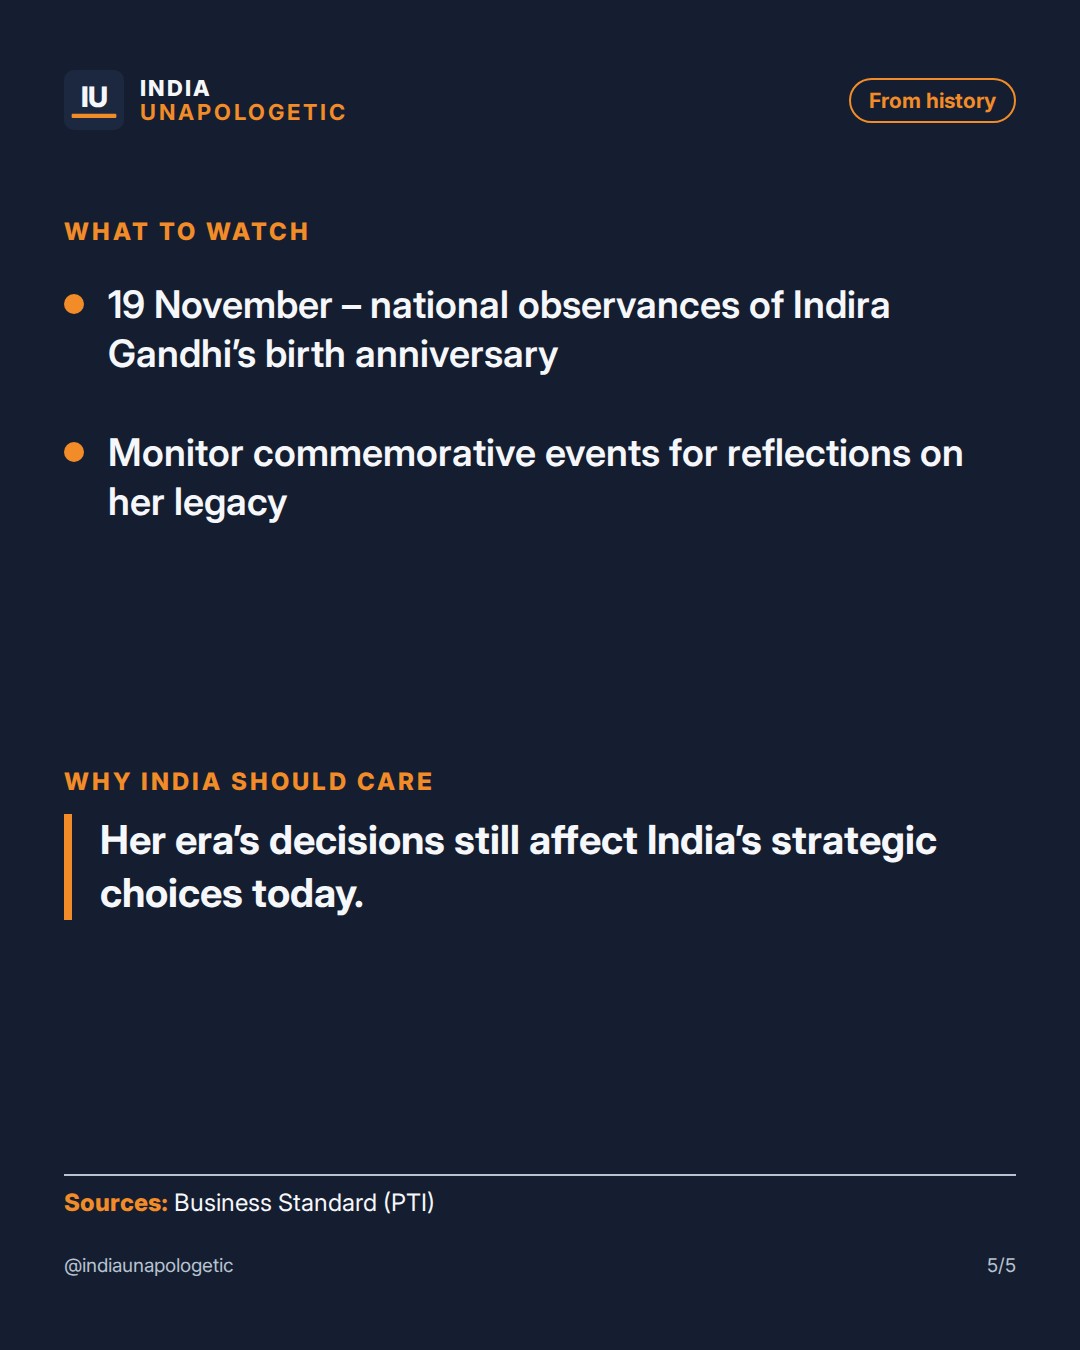 IU
INDIA
UNAPOLOGETIC
From history
WHAT TO WATCH
19 November – national observances of Indira
Gandhi’s birth anniversary
Monitor commemorative events for reflections on
her legacy
WHY INDIA SHOULD CARE
Her era’s decisions still affect India’s strategic
choices today.
Sources: Business Standard (PTI)
@indiaunapologetic
5/5